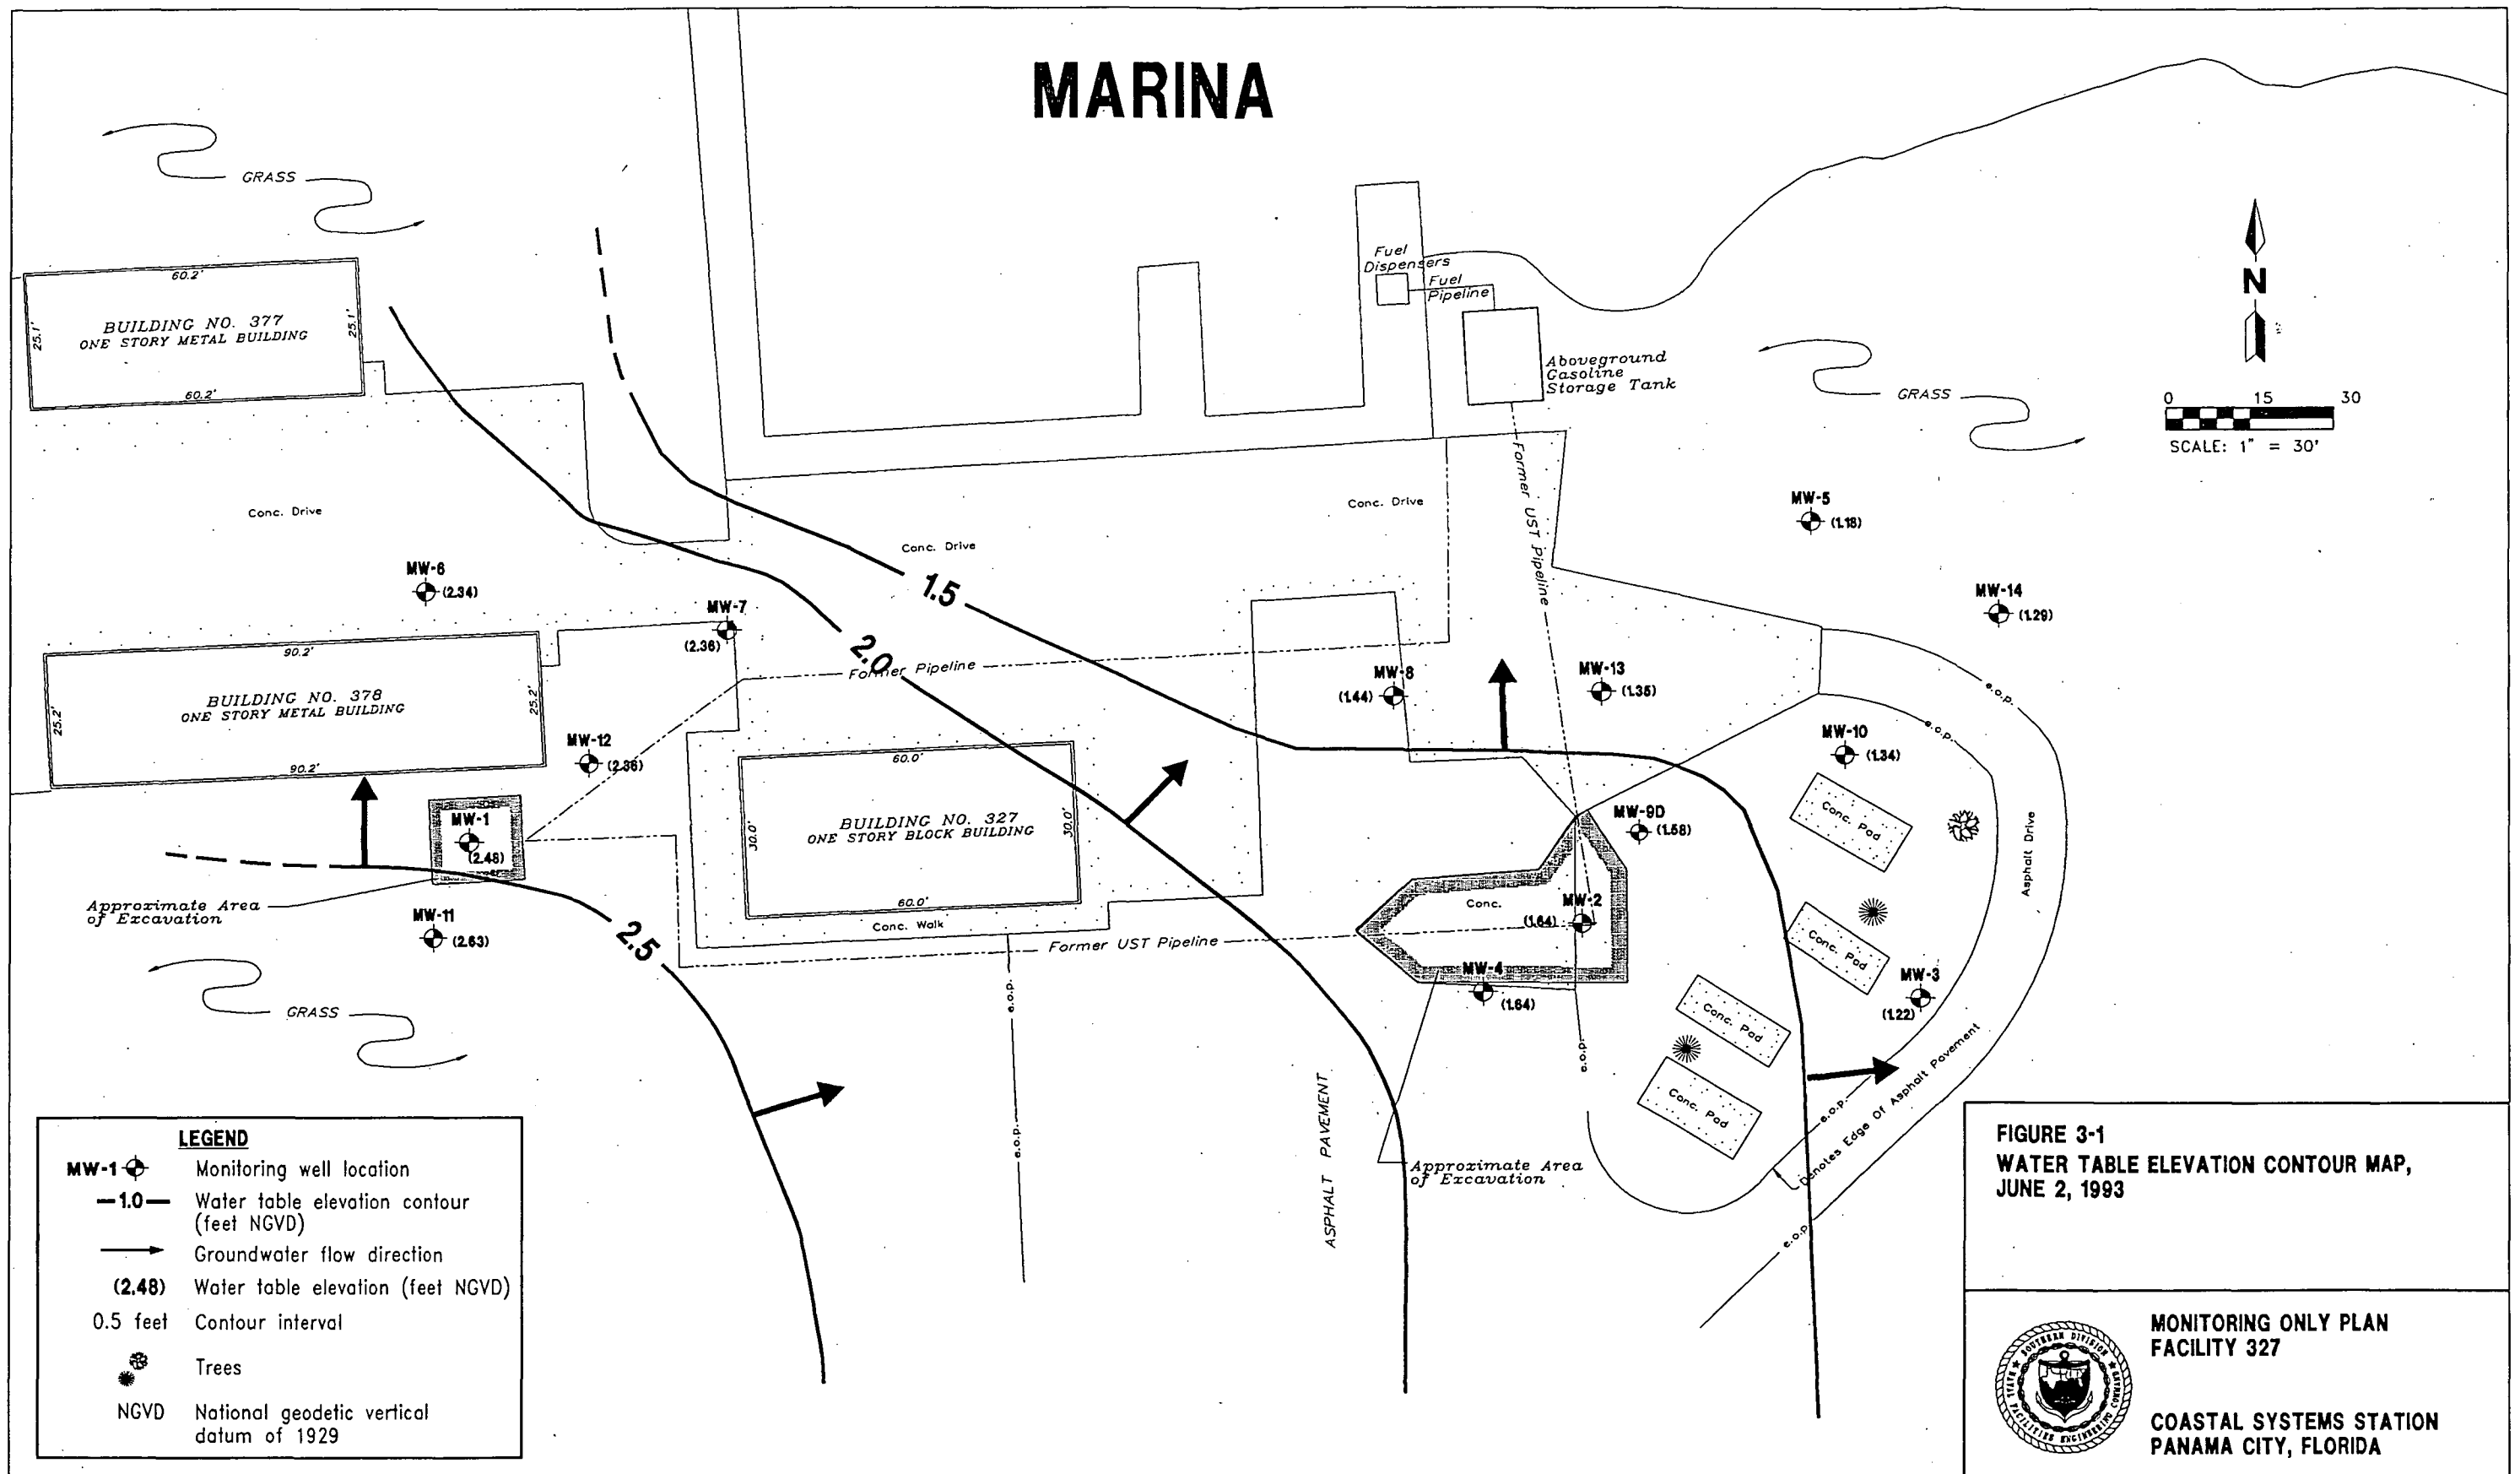 MARINA
GRASS
60.2'
25.1'
BUILDING NO. 377
ONE STORY METAL BUILDING
25.1'
60.2'
Fuel
Dispensers
Fuel
Pipeline
Aboveground
Gasoline
Storage Tank
N
0 15 30
SCALE: 1" = 30'
GRASS
Former UST Pipeline
Conc. Drive
Conc. Drive
Conc. Drive
MW-5
(1.18)
MW-6
(2.34)
1.5
MW-14
(1.29)
MW-7
(2.36)
2.0
Former Pipeline
MW-8
(1.44)
MW-13
(1.35)
e.o.p.
90.2'
25.2'
BUILDING NO. 378
ONE STORY METAL BUILDING
25.2'
90.2'
MW-12
(2.36)
MW-10
(1.34)
e.o.p.
60.0'
30.0'
BUILDING NO. 327
ONE STORY BLOCK BUILDING
30.0'
60.0'
Conc. Walk
MW-1
(2.48)
MW-9D
(1.58)
Conc. Pad
Asphalt Drive
Approximate Area
of Excavation
MW-11
(2.63)
2.5
Former UST Pipeline
Conc.
MW-2
(1.64)
MW-4
(1.64)
Conc. Pad
MW-3
(1.22)
GRASS
e.o.p.
e.o.p.
e.o.p.
Conc. Pad
Conc. Pad
ASPHALT PAVEMENT
Approximate Area
of Excavation
e.o.p.
Denotes Edge Of Asphalt Pavement
e.o.p.
LEGEND
MW-1 Monitoring well location
1.0 Water table elevation contour
(feet NGVD)
Groundwater flow direction
(2.48) Water table elevation (feet NGVD)
0.5 feet Contour interval
Trees
NGVD National geodetic vertical
datum of 1929
FIGURE 3-1
WATER TABLE ELEVATION CONTOUR MAP,
JUNE 2, 1993
SOUTHERN DIVISION
NAVAL FACILITIES ENGINEERING COMMAND
MONITORING ONLY PLAN
FACILITY 327
COASTAL SYSTEMS STATION
PANAMA CITY, FLORIDA